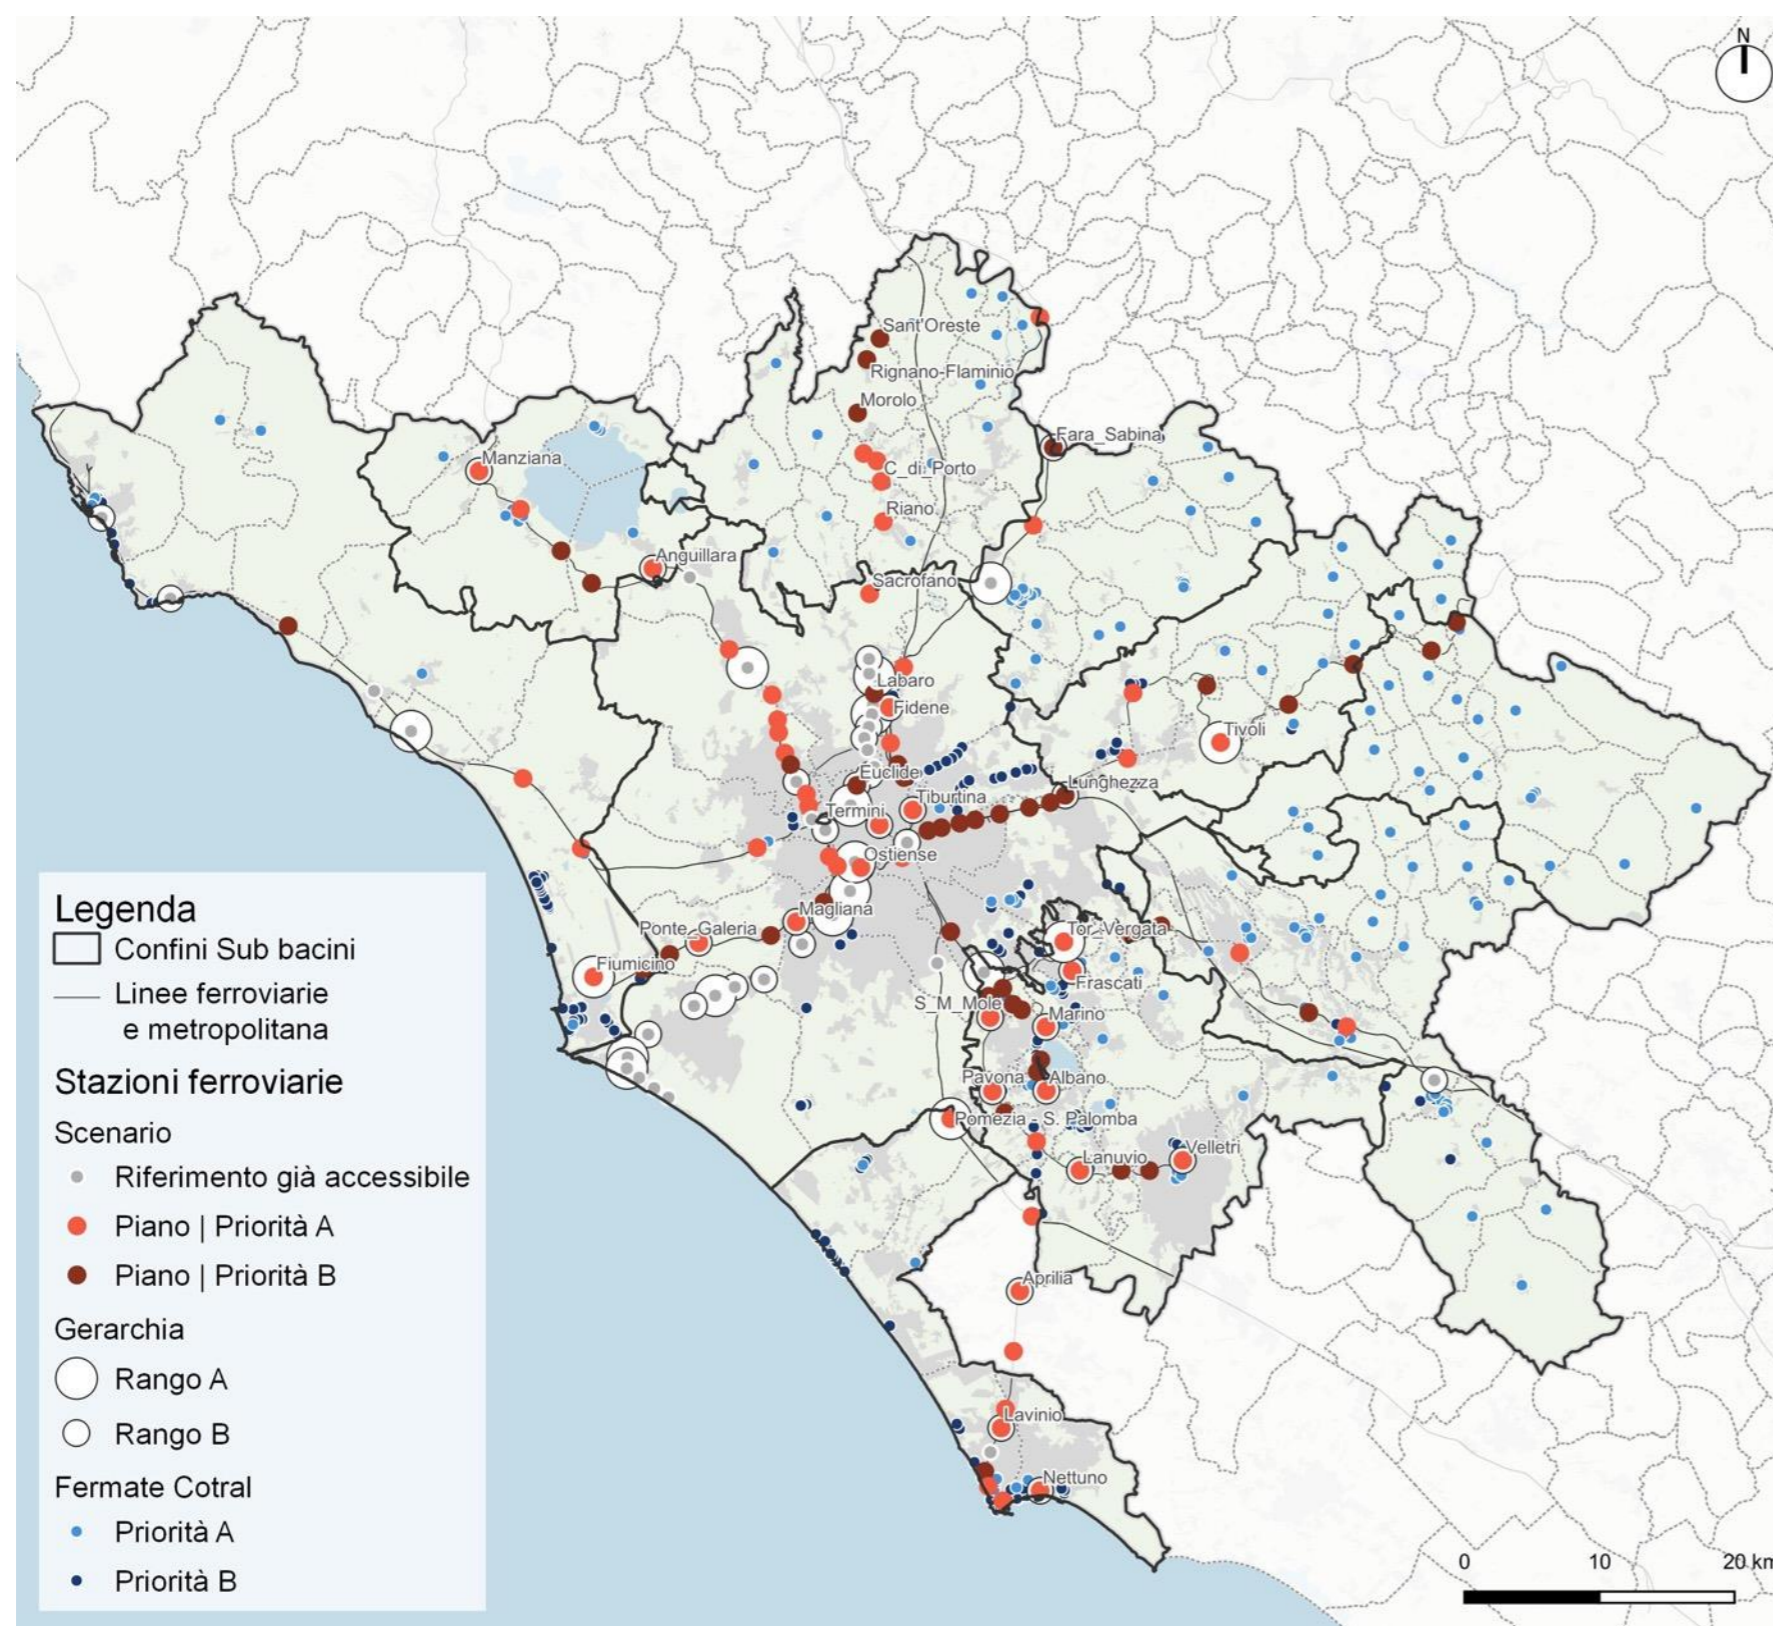 N
Sant'Oreste
Rignano-Flaminio
Morolo
Fara_Sabina
Manziana
C_di_Porto
Riano
Anguillara
Sacrofano
Labaro
Fidene
Tivoli
Euclide
Lunghezza
Tiburtina
Termini
Ostiense
Magliana
Ponte_Galeria
Tor_Vergata
Fiumicino
Frascati
S_M_Mole
Marino
Pavona
Albano
Pomezia - S. Palomba
Velletri
Lanuvio
Aprilia
Lavinio
Nettuno
Legenda
Confini Sub bacini
Linee ferroviarie
e metropolitana
Stazioni ferroviarie
Scenario
Riferimento già accessibile
Piano | Priorità A
Piano | Priorità B
Gerarchia
Rango A
Rango B
Fermate Cotral
Priorità A
Priorità B
0 10 20 km